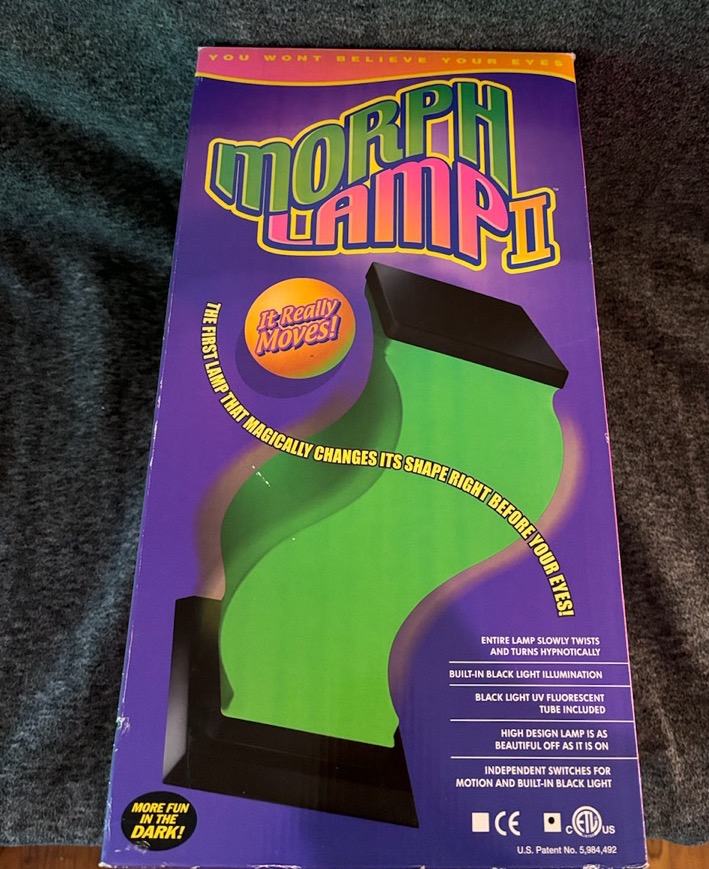 YOU WONT BELIEVE YOUR EYES
MORPH
LAMP II
™
It Really
Moves!
THE FIRST LAMP THAT MAGICALLY CHANGES ITS SHAPE RIGHT BEFORE YOUR EYES!
ENTIRE LAMP SLOWLY TWISTS
AND TURNS HYPNOTICALLY
BUILT-IN BLACK LIGHT ILLUMINATION
BLACK LIGHT UV FLUORESCENT
TUBE INCLUDED
HIGH DESIGN LAMP IS AS
BEAUTIFUL OFF AS IT IS ON
INDEPENDENT SWITCHES FOR
MOTION AND BUILT-IN BLACK LIGHT
MORE FUN
IN THE
DARK!
CE c ETL US
U.S. Patent No. 5,984,492